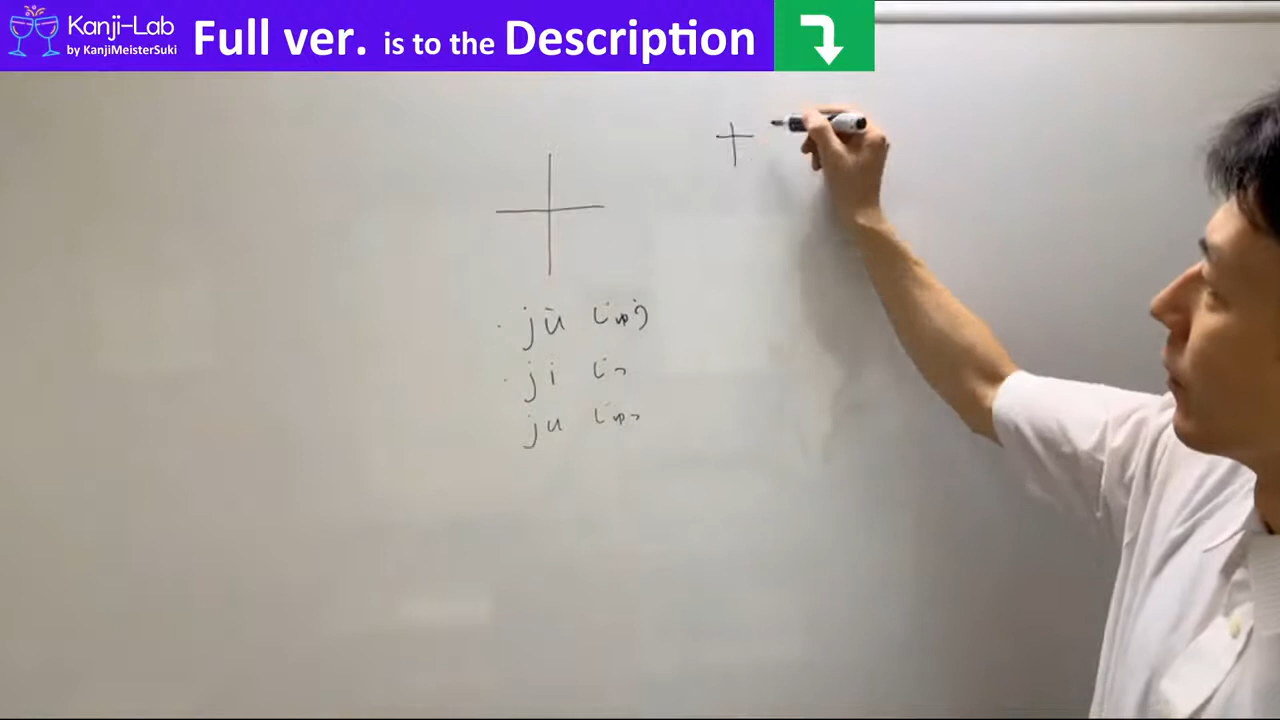 Kanji-Lab
by KanjiMeisterSuki
Full ver. is to the Description
十
十
・jū じゅう
・ji じっ
ju じゅっ